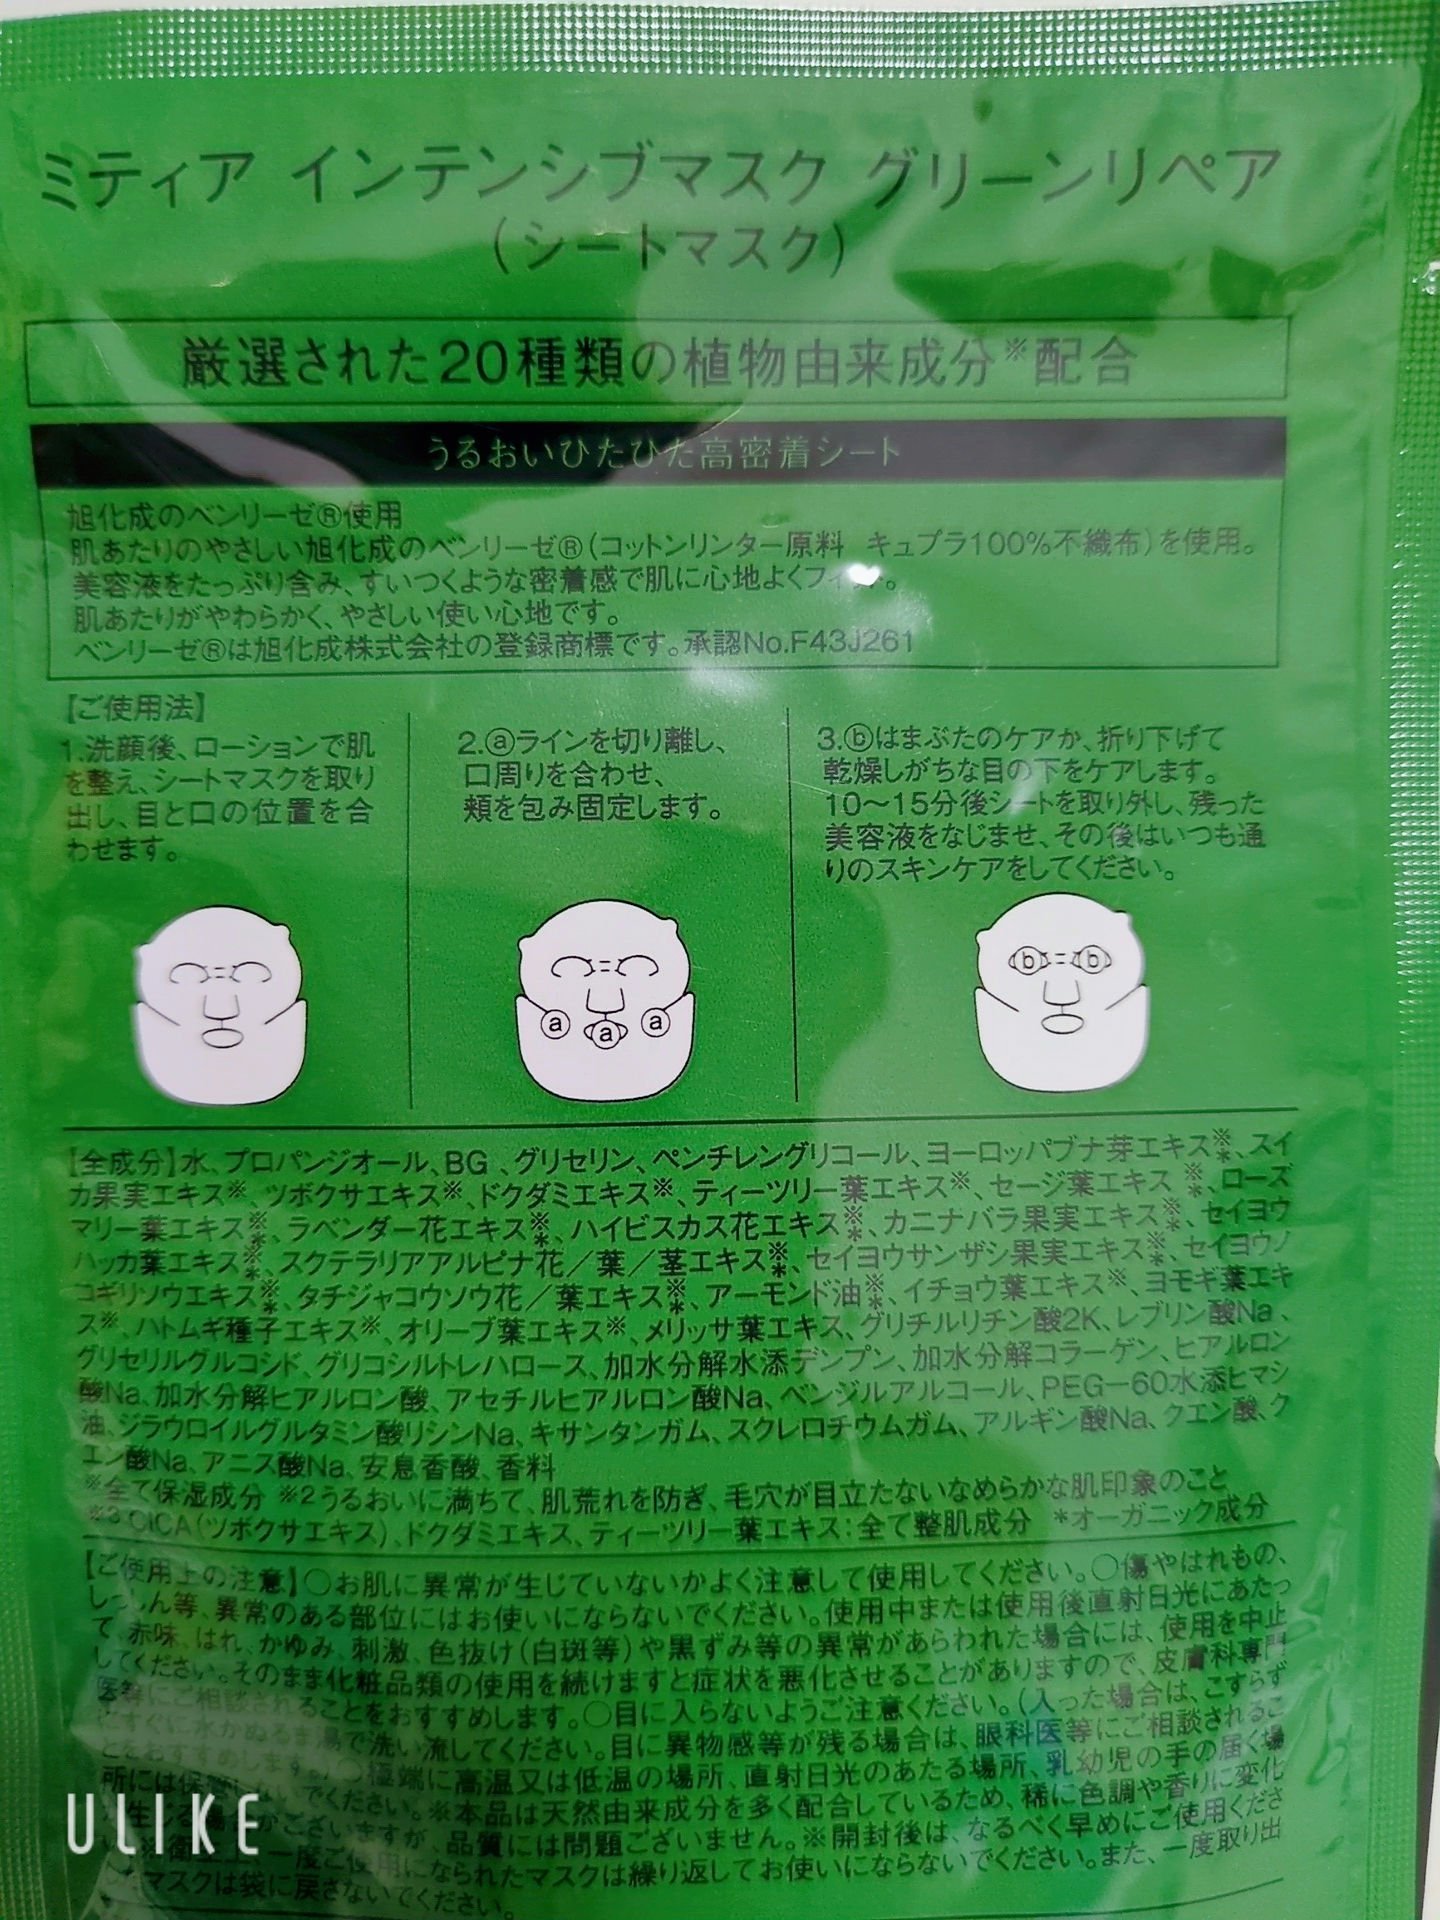 ミティア インテンシブマスク グリーンリペア
(シートマスク)
厳選された20種類の植物由来成分※配合
うるおいひたひた高密着シート
旭化成のベンリーゼ®使用
肌あたりのやさしい旭化成のベンリーゼ®(コットンリンター原料 キュプラ100%不織布)を使用。
美容液をたっぷり含み、すいつくような密着感で肌に心地よくフィ
肌あたりがやわらかく、やさしい使い心地です。
ベンリーゼ®は旭化成株式会社の登録商標です。承認No.F43J261
【ご使用法】
1.洗顔後、ローションで肌
を整え、シートマスクを取り
出し、目と口の位置を合
わせます。
2.ⓐラインを切り離し、
口周りを合わせ、
頬を包み固定します。
3.ⓑはまぶたのケアか、折り下げて
乾燥しがちな目の下をケアします。
10～15分後シートを取り外し、残った
美容液をなじませ、その後はいつも通
りのスキンケアをしてください。
ⓐ ⓐ ⓐ
ⓑ ⓑ
【全成分】水、プロパンジオール、BG、グリセリン、ペンチレングリコール、ヨーロッパブナ芽エキス※*、スイ
カ果実エキス※、ツボクサエキス※、ドクダミエキス※、ティーツリー葉エキス※、セージ葉エキス※*、ローズ
マリー葉エキス※*、ラベンダー花エキス※*、ハイビスカス花エキス※*、カニナバラ果実エキス※*、セイヨウ
ハッカ葉エキス※*、スクテラリアアルピナ花／葉／茎エキス※*、セイヨウサンザシ果実エキス※*、セイヨウノ
コギリソウエキス※*、タチジャコウソウ花／葉エキス※*、アーモンド油※*、イチョウ葉エキス※、ヨモギ葉エキ
ス※、ハトムギ種子エキス※、オリーブ葉エキス※、メリッサ葉エキス、グリチルリチン酸2K、レブリン酸Na、
グリセリルグルコシド、グリコシルトレハロース、加水分解水添デンプン、加水分解コラーゲン、ヒアルロン
酸Na、加水分解ヒアルロン酸、アセチルヒアルロン酸Na、ベンジルアルコール、PEG－60水添ヒマシ
油、ジラウロイルグルタミン酸リシンNa、キサンタンガム、スクレロチウムガム、アルギン酸Na、クエン酸、ク
エン酸Na、アニス酸Na、安息香酸、香料
※全て保湿成分 ※2うるおいに満ちて、肌荒れを防ぎ、毛穴が目立たないなめらかな肌印象のこと
※3 CICA(ツボクサエキス)、ドクダミエキス、ティーツリー葉エキス：全て整肌成分 *オーガニック成分
【ご使用上の注意】○お肌に異常が生じていないかよく注意して使用してください。○傷やはれもの、
しっしん等、異常のある部位にはお使いにならないでください。使用中または使用後直射日光にあたっ
て、赤味、はれ、かゆみ、刺激、色抜け(白斑等)や黒ずみ等の異常があらわれた場合には、使用を中止
してください。そのまま化粧品類の使用を続けますと症状を悪化させることがありますので、皮膚科専門
医等にご相談されることをおすすめします。○目に入らないようご注意ください。(入った場合は、こすらず
にすぐに水かぬるま湯で洗い流してください。目に異物感等が残る場合は、眼科医等にご相談されるこ
とをおすすめします。)○極端に高温又は低温の場所、直射日光のあたる場所、乳幼児の手の届く場
所には保 でください。※本品は天然由来成分を多く配合しているため、稀に色調や香りに変化
ございますが、品質には問題ございません。※開封後は、なるべく早めにご使用くださ
一度ご使用になられたマスクは繰り返してお使いにならないでください。また、一度取り出
したマスクは袋に戻さないでください。
ULIKE